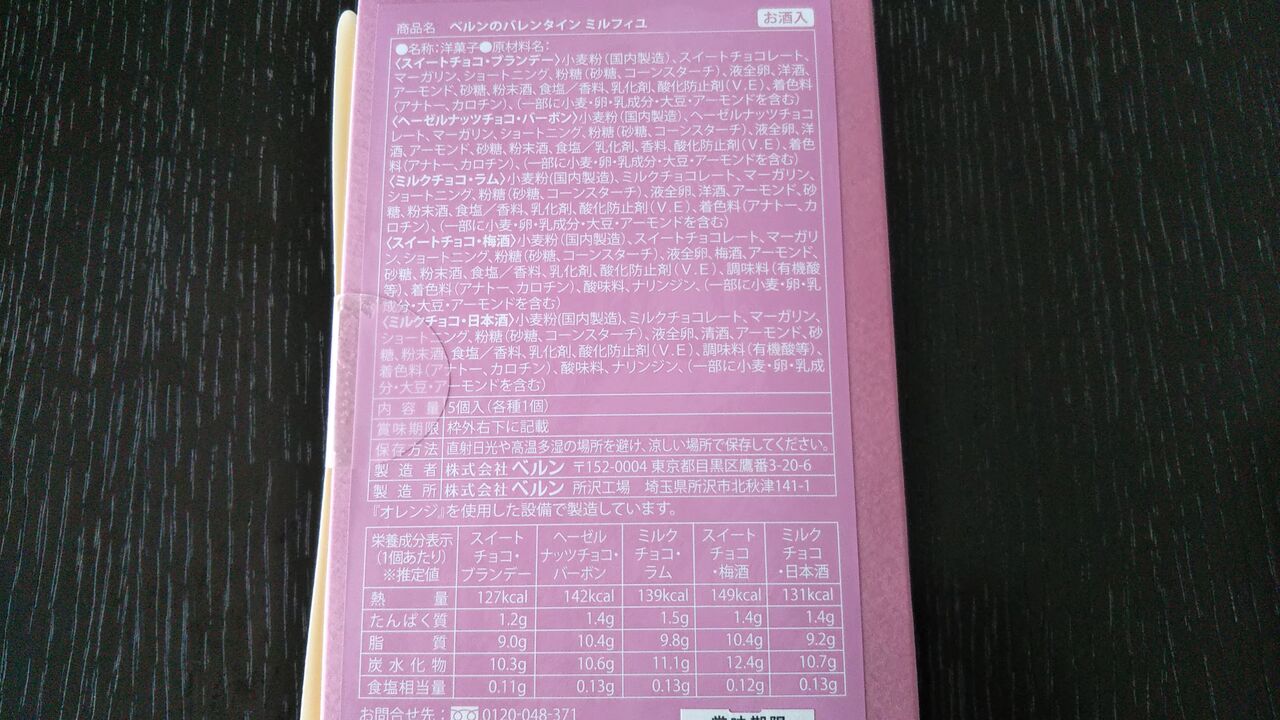 商品名 ベルンのバレンタイン ミルフィユ お酒入
●名称:洋菓子●原材料名:
〈スイートチョコ・ブランデー〉小麦粉(国内製造)、スイートチョコレート、
マーガリン、ショートニング、粉糖(砂糖、コーンスターチ)、液全卵、洋酒、
アーモンド、砂糖、粉末酒、食塩/香料、乳化剤、酸化防止剤(V.E)、着色料
(アナトー、カロチン)、(一部に小麦・卵・乳成分・大豆・アーモンドを含む)
〈ヘーゼルナッツチョコ・バーボン〉小麦粉(国内製造)、ヘーゼルナッツチョコ
レート、マーガリン、ショートニング、粉糖(砂糖、コーンスターチ)、液全卵、洋
酒、アーモンド、砂糖、粉末酒、食塩/乳化剤、香料、酸化防止剤(V.E)、着色
料(アナトー、カロチン)、(一部に小麦・卵・乳成分・大豆・アーモンドを含む)
〈ミルクチョコ・ラム〉小麦粉(国内製造)、ミルクチョコレート、マーガリン、
ショートニング、粉糖(砂糖、コーンスターチ)、液全卵、洋酒、アーモンド、砂
糖、粉末酒、食塩/香料、乳化剤、酸化防止剤(V.E)、着色料(アナトー、カ
ロチン)、(一部に小麦・卵・乳成分・大豆・アーモンドを含む)
〈スイートチョコ・梅酒〉小麦粉(国内製造)、スイートチョコレート、マーガリ
ン、ショートニング、粉糖(砂糖、コーンスターチ)、液全卵、梅酒、アーモンド、
砂糖、粉末酒、食塩/香料、乳化剤、酸化防止剤(V.E)、調味料(有機酸
等)、着色料(アナトー、カロチン)、酸味料、ナリンジン、(一部に小麦・卵・乳
成分・大豆・アーモンドを含む)
〈ミルクチョコ・日本酒〉小麦粉(国内製造)、ミルクチョコレート、マーガリン、
ショートニング、粉糖(砂糖、コーンスターチ)、液全卵、清酒、アーモンド、砂
糖、粉末酒、食塩/香料、乳化剤、酸化防止剤(V.E)、調味料(有機酸等)、
着色料(アナトー、カロチン)、酸味料、ナリンジン、(一部に小麦・卵・乳成
分・大豆・アーモンドを含む)
内容量 5個入(各種1個)
賞味期限 枠外右下に記載
保存方法 直射日光や高温多湿の場所を避け、涼しい場所で保存してください。
製造者 株式会社ベルン 〒152-0004 東京都目黒区鷹番3-20-6
製造所 株式会社ベルン 所沢工場 埼玉県所沢市北秋津141-1
『オレンジ』を使用した設備で製造しています。
栄養成分表示 スイート ヘーゼル ミルク スイート ミルク
(1個あたり) チョコ・ ナッツチョコ・ チョコ・ チョコ チョコ
※推定値 ブランデー バーボン ラム ・梅酒 ・日本酒
熱量 127kcal 142kcal 139kcal 149kcal 131kcal
たんぱく質 1.2g 1.4g 1.5g 1.4g 1.4g
脂質 9.0g 10.4g 9.8g 10.4g 9.2g
炭水化物 10.3g 10.6g 11.1g 12.4g 10.7g
食塩相当量 0.11g 0.13g 0.13g 0.12g 0.13g
お問合せ先: 0120-048-371
賞味期限